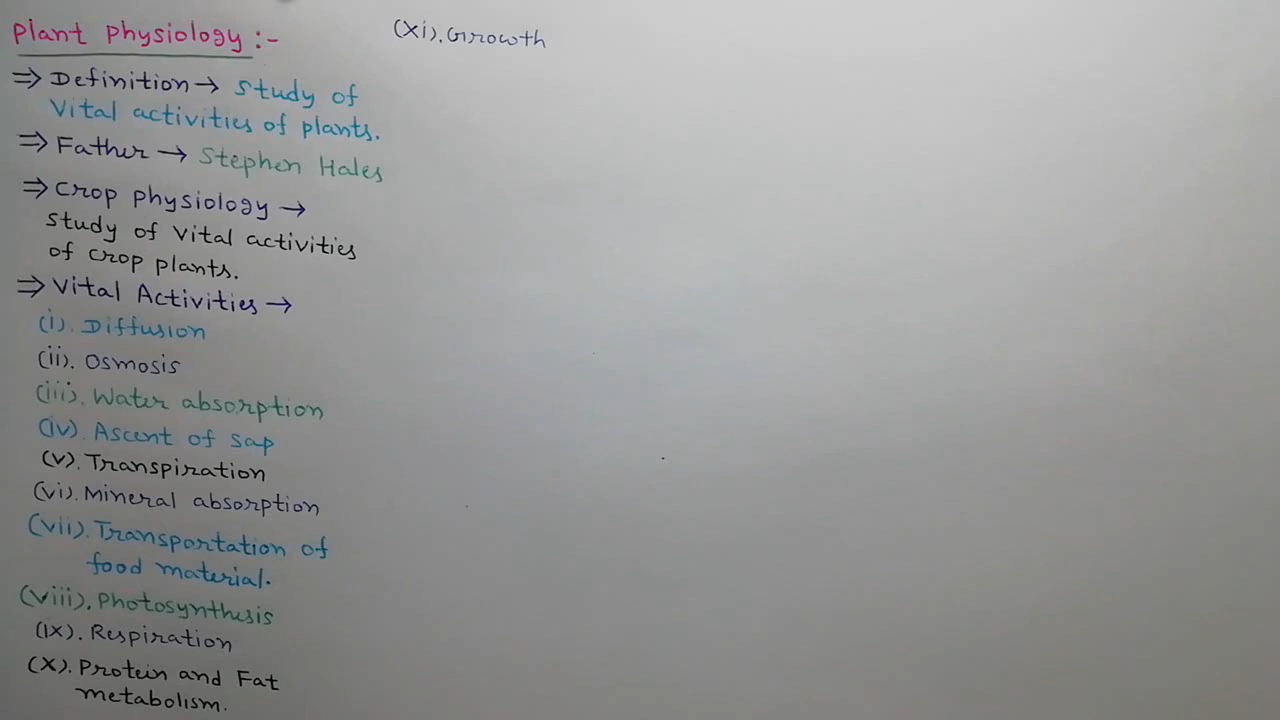 Plant physiology :-
⇒ Definition → Study of
Vital activities of plants.
⇒ Father → Stephen Hales
⇒ Crop physiology →
Study of Vital activities
of crop plants.
⇒ Vital Activities →
(i). Diffusion
(ii). Osmosis
(iii). Water absorption
(iv). Ascent of sap
(v). Transpiration
(vi). Mineral absorption
(vii). Transportation of
food material.
(viii). Photosynthesis
(ix). Respiration
(x). Protein and Fat
metabolism.
(xi). Growth